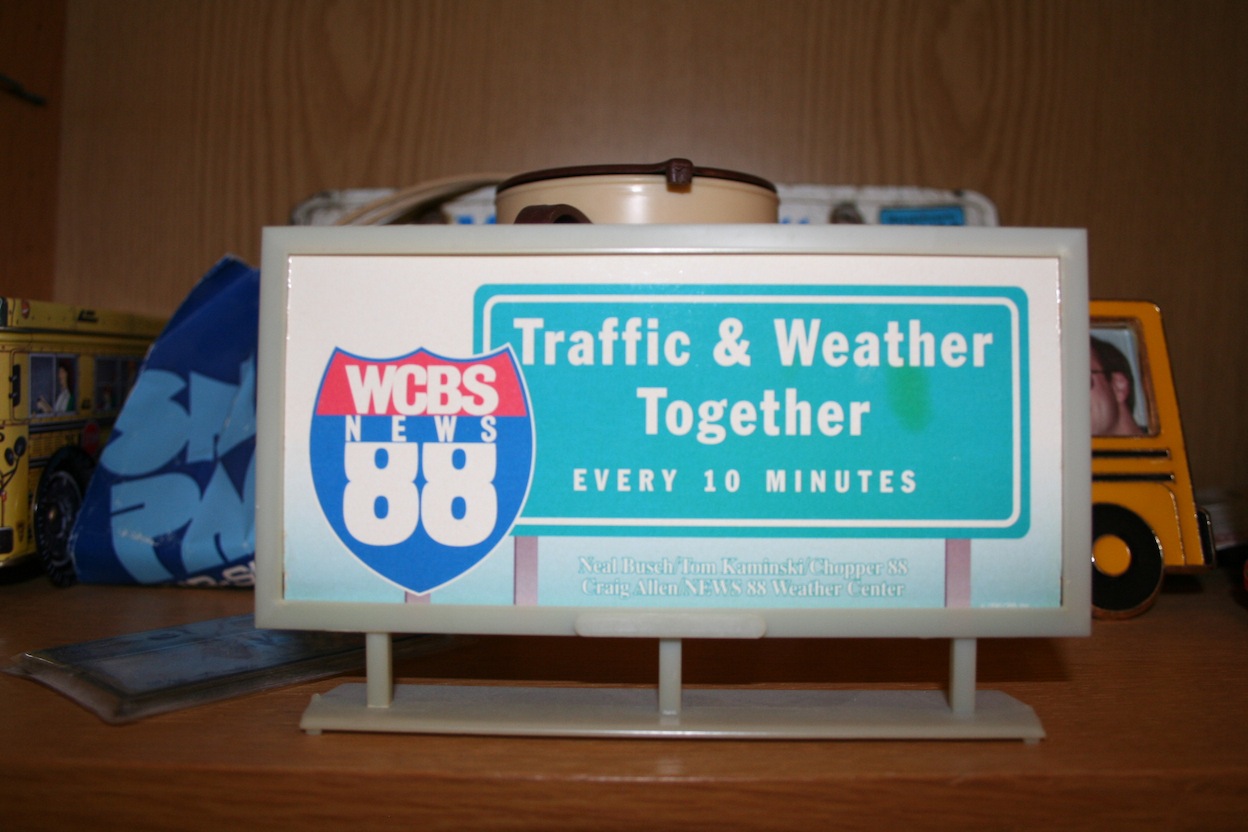 Traffic & Weather
Together
EVERY 10 MINUTES
WCBS
NEWS
88
Neal Busch/Tom Kaminski/Chopper 88
Craig Allen/NEWS 88 Weather Center